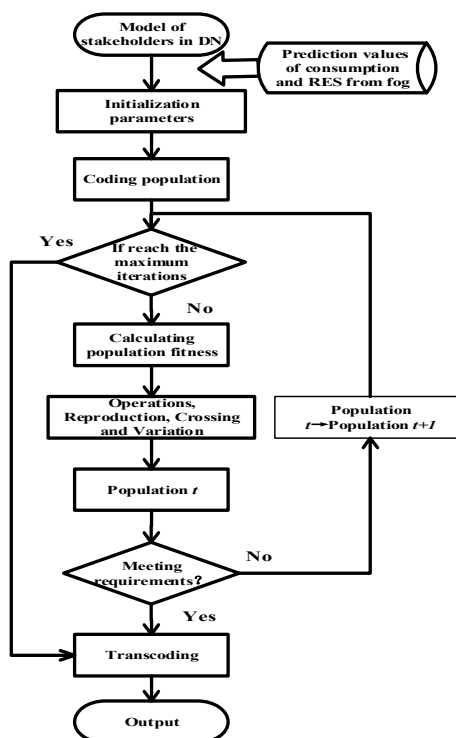 Model of
stakeholders in DN
Prediction values
of consumption
and RES from fog
Initialization
parameters
Coding population
Yes
If reach the
maximum
iterations
No
Calculating
population fitness
Operations,
Reproduction, Crossing
and Variation
Population
t→Population t+1
Population t
Meeting
requirements?
No
Yes
Transcoding
Output